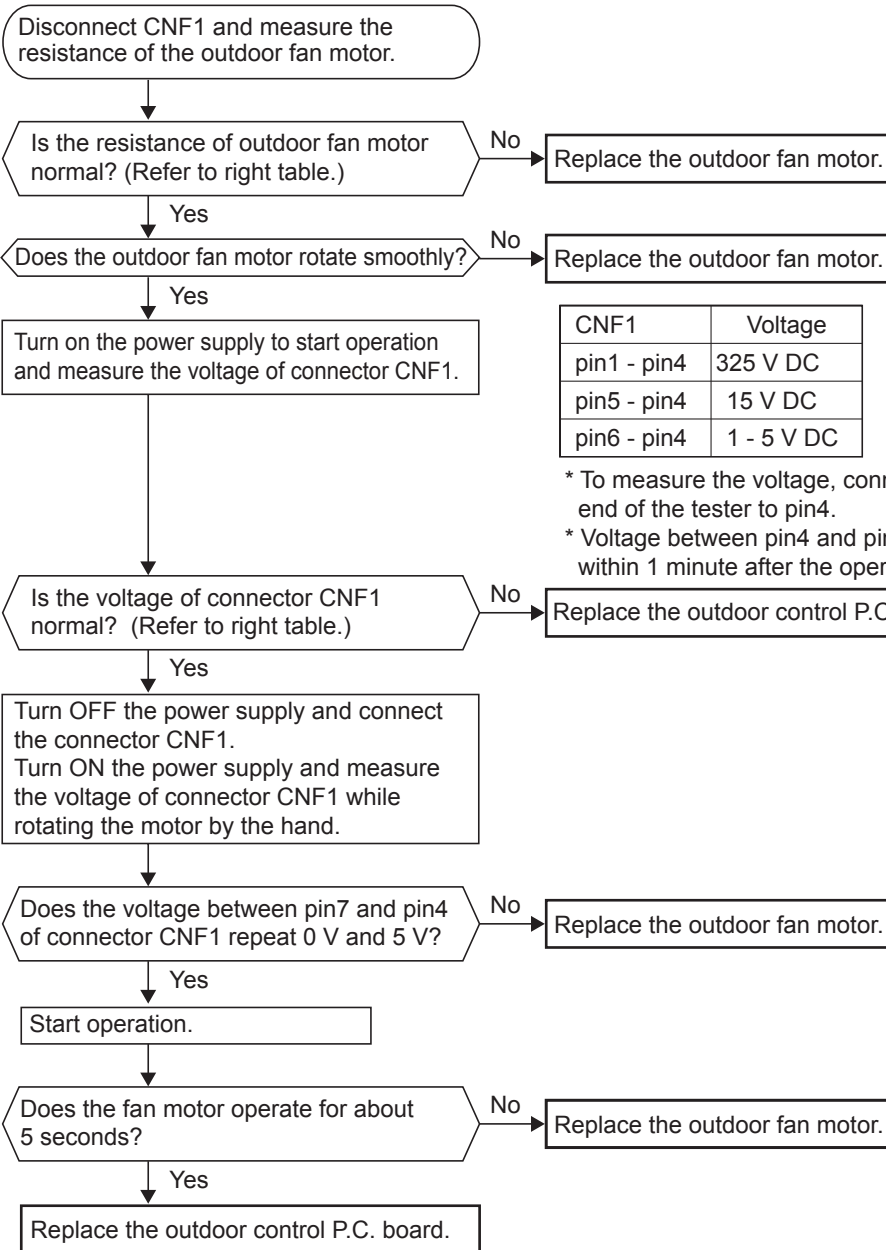 Disconnect CNF1 and measure the
resistance of the outdoor fan motor.
Is the resistance of outdoor fan motor
normal? (Refer to right table.)
No
Replace the outdoor fan motor.
Yes
Does the outdoor fan motor rotate smoothly?
No
Replace the outdoor fan motor.
Yes
Turn on the power supply to start operation
and measure the voltage of connector CNF1.
CNF1 Voltage
pin1 - pin4 325 V DC
pin5 - pin4 15 V DC
pin6 - pin4 1 - 5 V DC
* To measure the voltage,
end of the tester to pin4.
* Voltage between pin4 and
within 1 minute after the
Is the voltage of connector CNF1
normal? (Refer to right table.)
No
Replace the outdoor control
Yes
Turn OFF the power supply and connect
the connector CNF1.
Turn ON the power supply and measure
the voltage of connector CNF1 while
rotating the motor by the hand.
Does the voltage between pin7 and pin4
of connector CNF1 repeat 0 V and 5 V?
No
Replace the outdoor fan motor.
Yes
Start operation.
Does the fan motor operate for about
5 seconds?
No
Replace the outdoor fan motor.
Yes
Replace the outdoor control P.C. board.